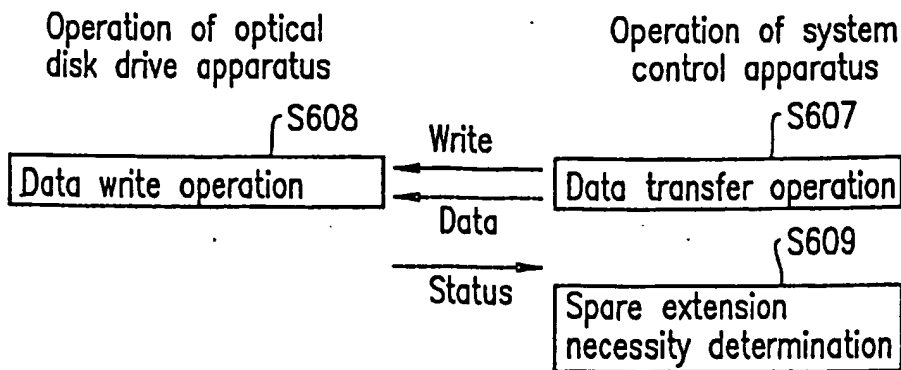 Operation of optical
disk drive apparatus
Operation of system
control apparatus
S608
S607
Write
Data write operation
Data transfer operation
Data
S609
Status
Spare extension
necessity determination